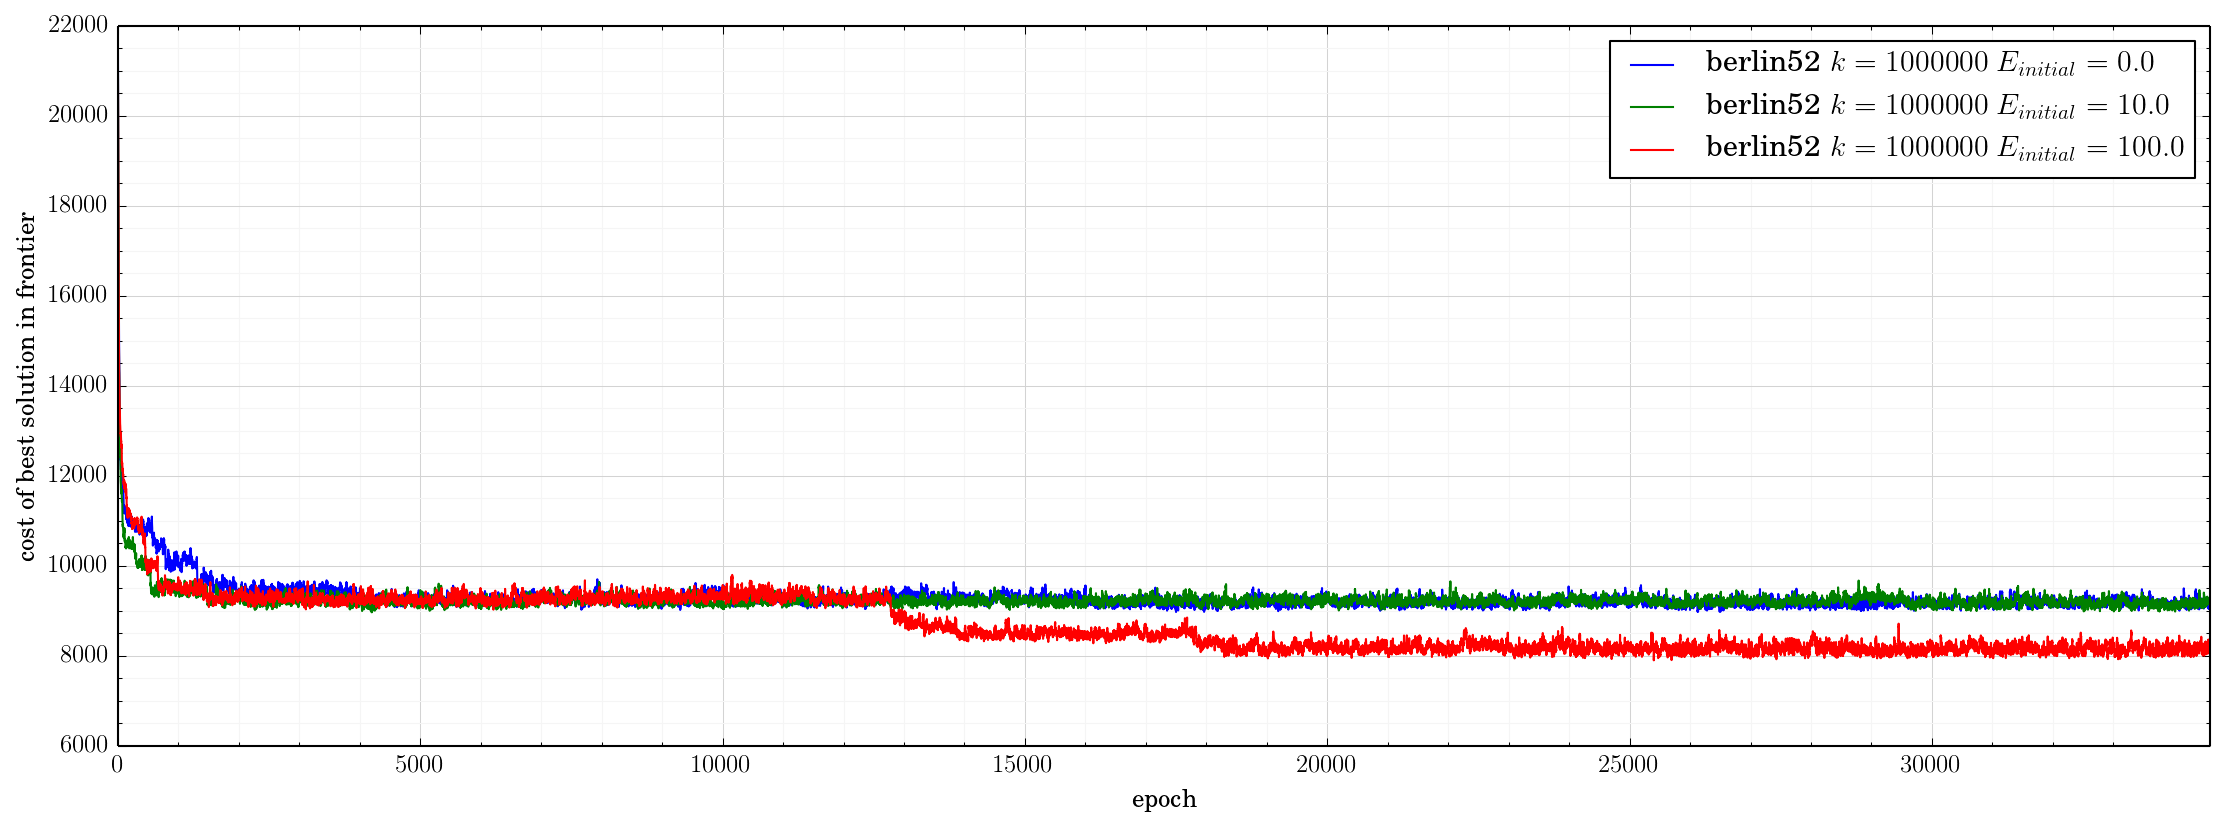 22000
20000
18000
16000
14000
12000
10000
8000
6000
cost of best solution in frontier
berlin52 k = 1000000 E_initial = 0.0
berlin52 k = 1000000 E_initial = 10.0
berlin52 k = 1000000 E_initial = 100.0
0 5000 10000 15000 20000 25000 30000
epoch